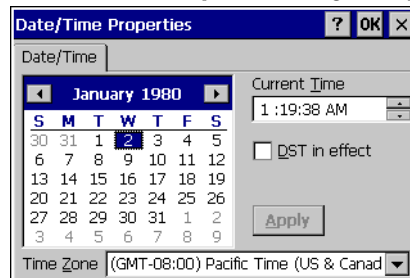 Date/Time Properties ? OK ×
Date/Time
January 1980
S M T W T F S
30 31 1 2 3 4 5
6 7 8 9 10 11 12
13 14 15 16 17 18 19
20 21 22 23 24 25 26
27 28 29 30 31 1 2
3 4 5 6 7 8 9
Current Time
1 :19:38 AM
DST in effect
Apply
Time Zone (GMT-08:00) Pacific Time (US & Canad